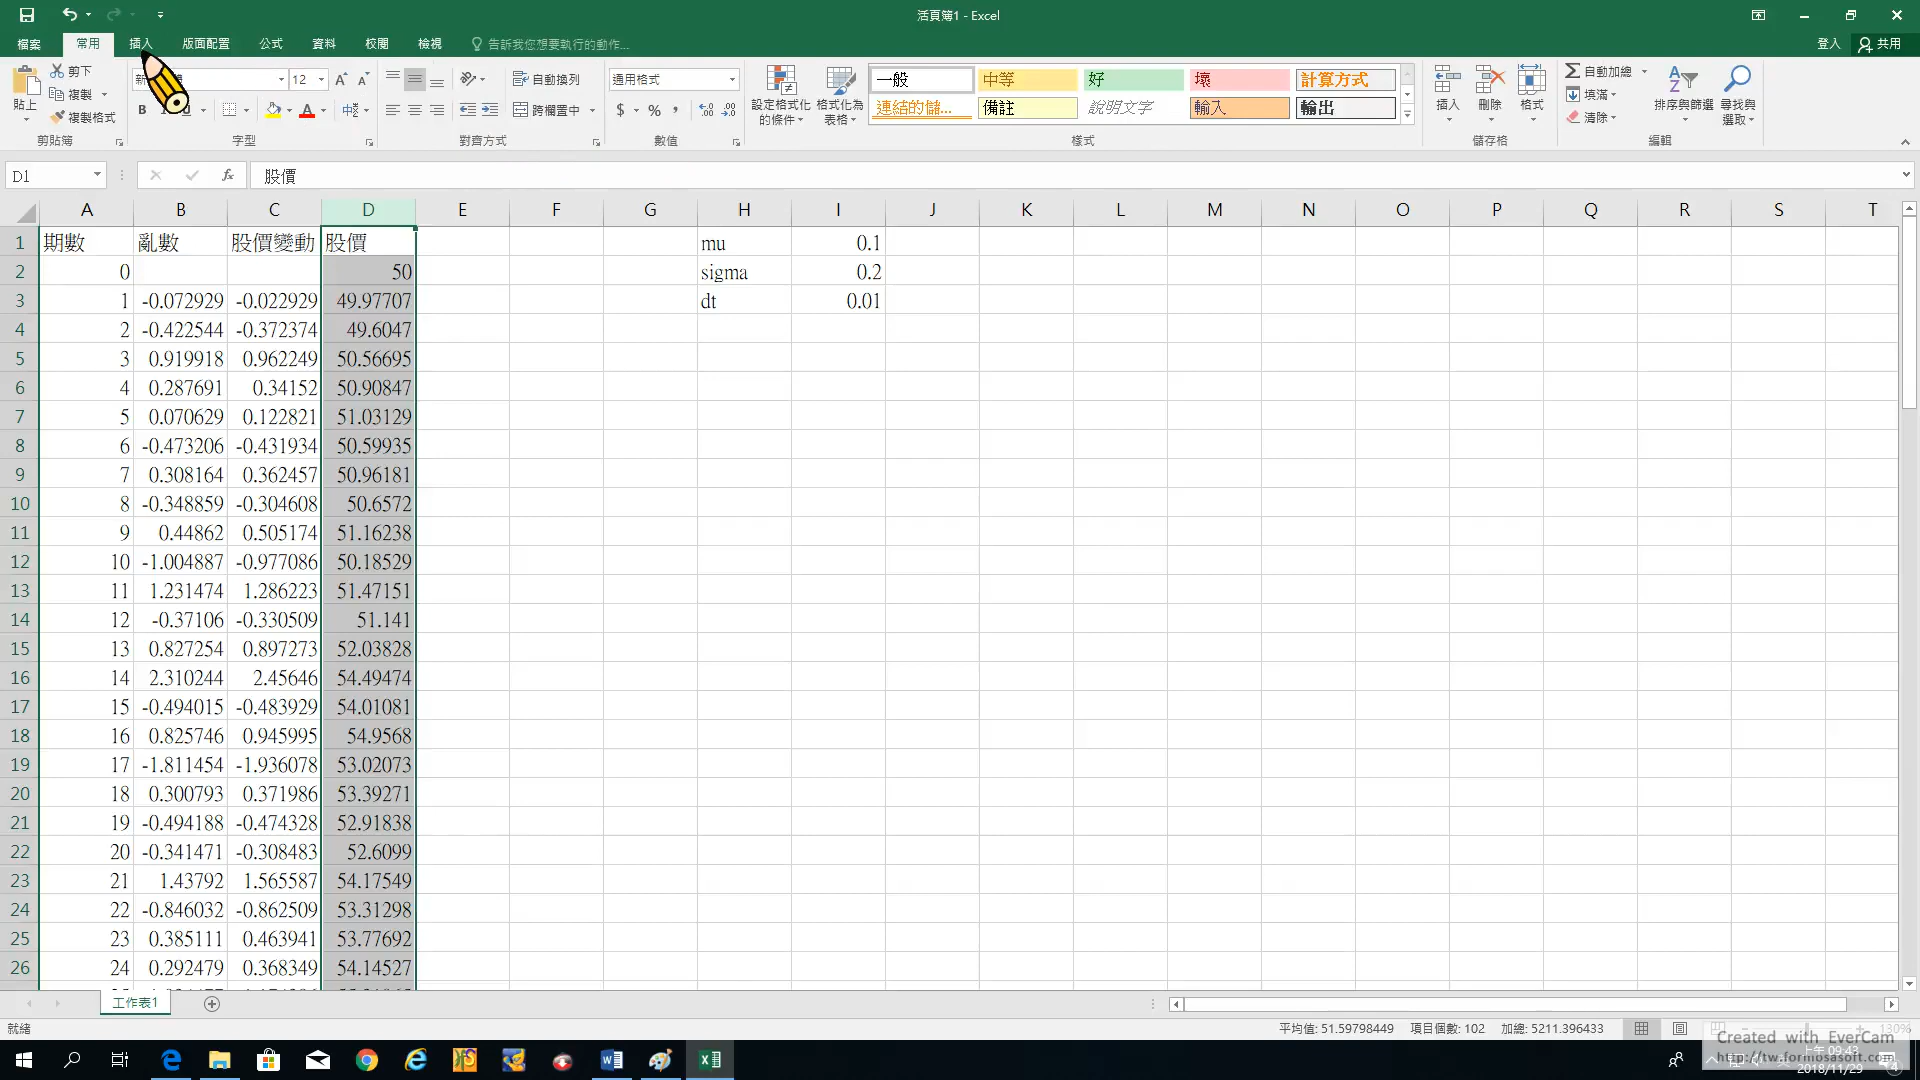 活頁簿1 - Excel
檔案 常用 插入 版面配置 公式 資料 校閱 檢視 告訴我您想要執行的動作... 登入 共用
剪下 複製 複製格式 貼上 剪貼簿
新 12 B 字型
自動換列 跨欄置中 對齊方式
通用格式 $ % , 數值
設定格式化的條件 格式化為表格
一般 中等 好 壞 計算方式
連結的儲... 備註 說明文字 輸入 輸出
樣式
插入 刪除 格式 儲存格
自動加總 填滿 清除 排序與篩選 尋找與選取 編輯
D1 fx 股價
A B C D E F G H I J K L M N O P Q R S T
1 期數 亂數 股價變動 股價 mu 0.1
2 0 50 sigma 0.2
3 1 -0.072929 -0.022929 49.97707 dt 0.01
4 2 -0.422544 -0.372374 49.6047
5 3 0.919918 0.962249 50.56695
6 4 0.287691 0.34152 50.90847
7 5 0.070629 0.122821 51.03129
8 6 -0.473206 -0.431934 50.59935
9 7 0.308164 0.362457 50.96181
10 8 -0.348859 -0.304608 50.6572
11 9 0.44862 0.505174 51.16238
12 10 -1.004887 -0.977086 50.18529
13 11 1.231474 1.286223 51.47151
14 12 -0.37106 -0.330509 51.141
15 13 0.827254 0.897273 52.03828
16 14 2.310244 2.45646 54.49474
17 15 -0.494015 -0.483929 54.01081
18 16 0.825746 0.945995 54.9568
19 17 -1.811454 -1.936078 53.02073
20 18 0.300793 0.371986 53.39271
21 19 -0.494188 -0.474328 52.91838
22 20 -0.341471 -0.308483 52.6099
23 21 1.43792 1.565587 54.17549
24 22 -0.846032 -0.862509 53.31298
25 23 0.385111 0.463941 53.77692
26 24 0.292479 0.368349 54.14527
工作表1
就緒 平均值: 51.59798449 項目個數: 102 加總: 5211.396433 130%
Created with EverCam
http://tw.formosasoft.com
上午 09:43
2018/11/29